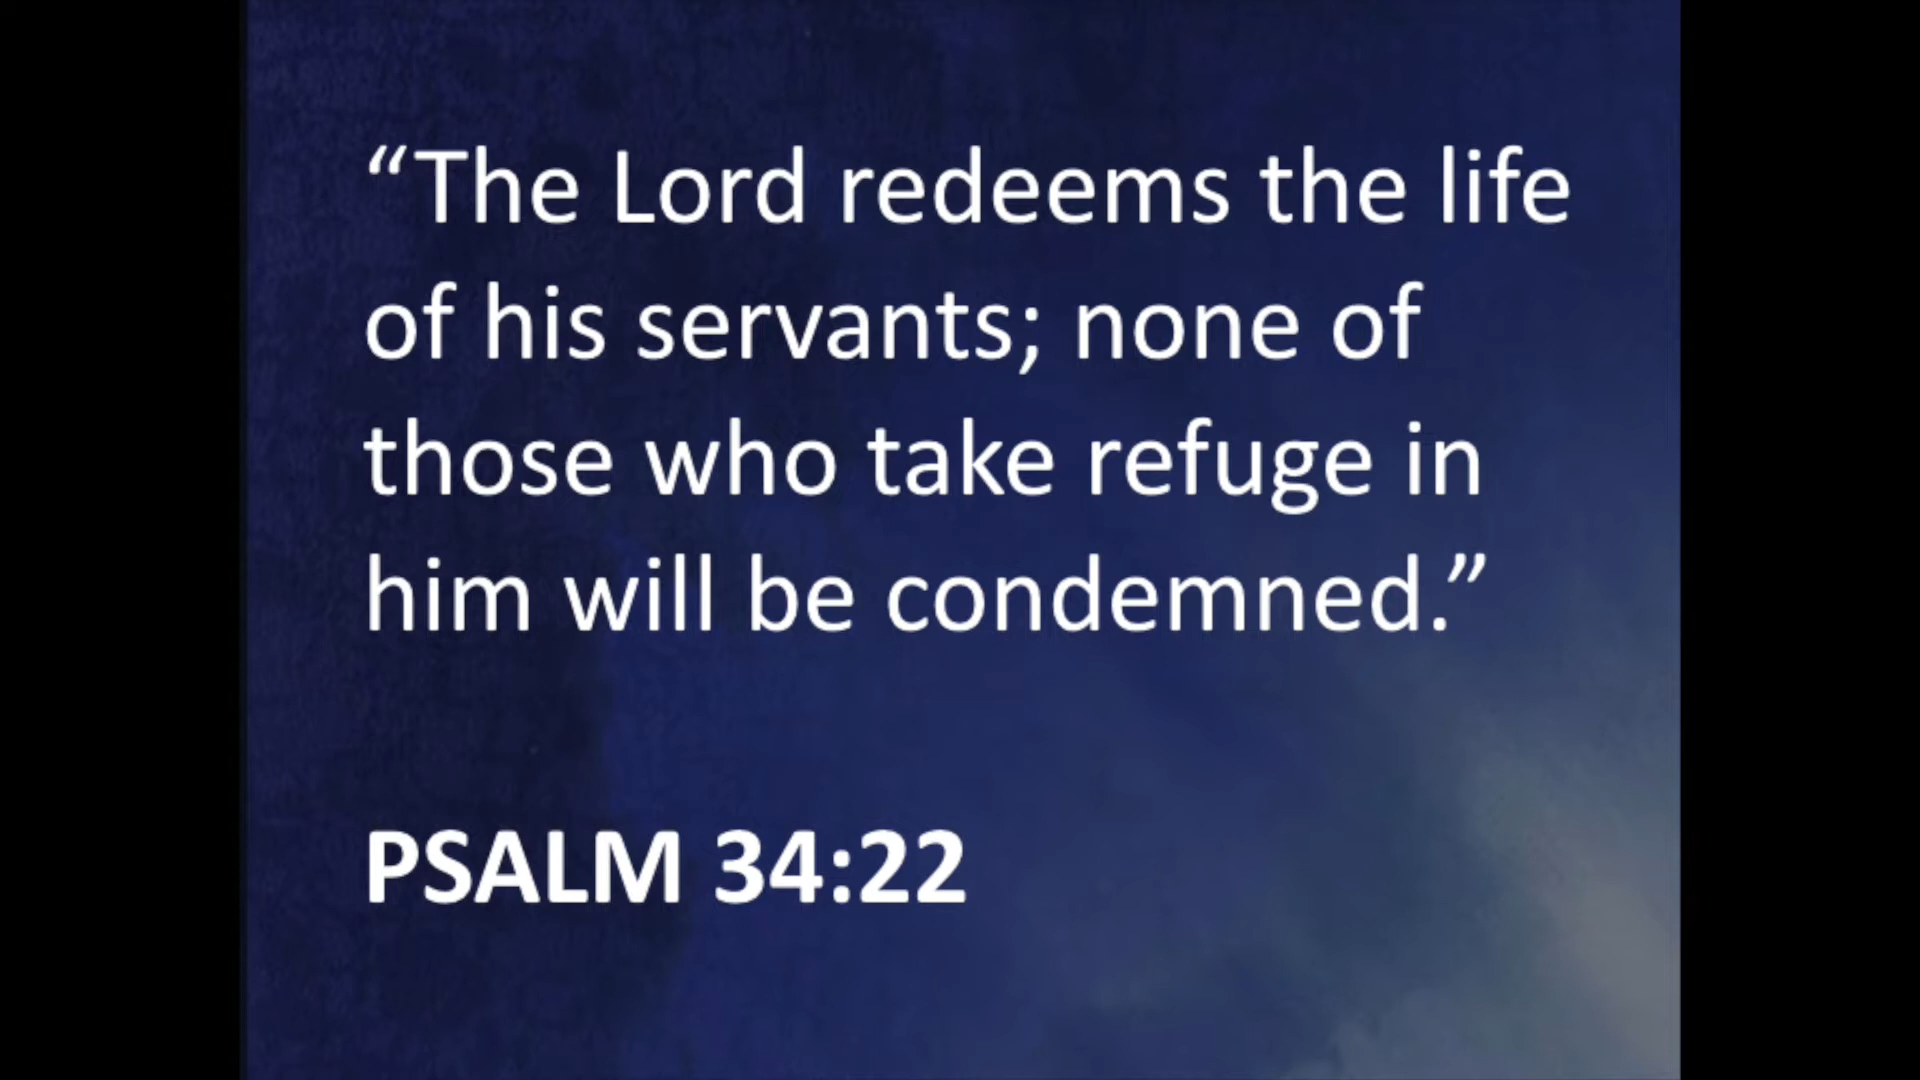 “The Lord redeems the life
of his servants; none of
those who take refuge in
him will be condemned.”
PSALM 34:22